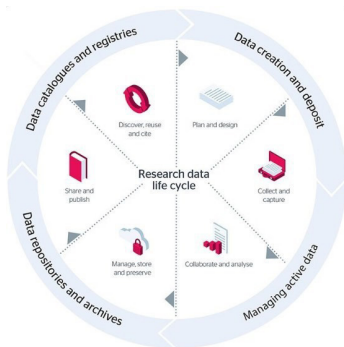 Data catalogues and registries
Data creation and deposit
Discover, reuse
and cite
Plan and design
Research data
life cycle
Share and
publish
Collect and
capture
Manage, store
and preserve
Collaborate and analyse
Data repositories and archives
Managing active data